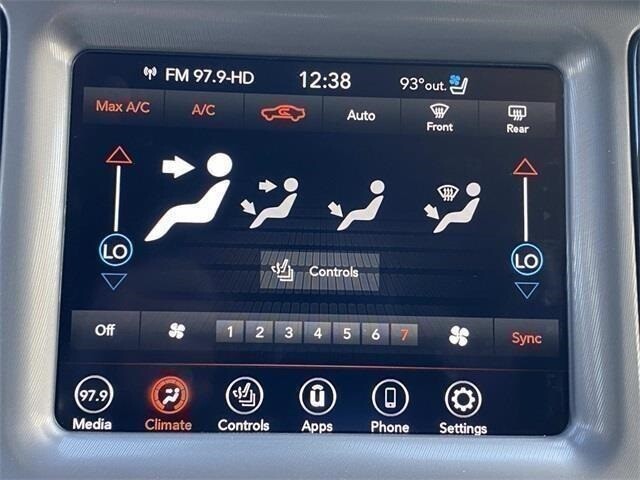 FM 97.9-HD 12:38 93°out.
Max A/C A/C Auto Front Rear
LO LO
Controls
Off 1 2 3 4 5 6 7 Sync
97.9
Media Climate Controls Apps Phone Settings